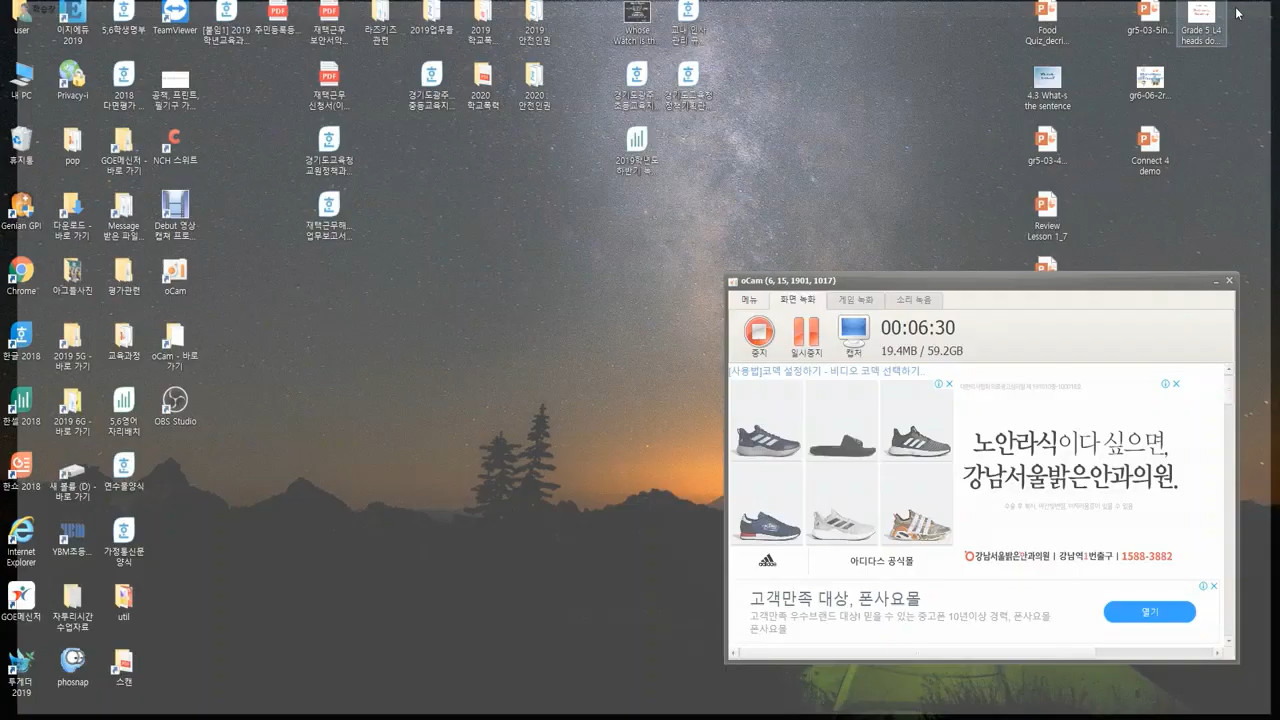 user
이지에듀
2019
5,6학생명부
TeamViewer
[붙임1] 2019
학년교육과...
주민등록등...
재택근무
보안서약...
라즈키즈
관련
2019업무들
2019
학교폭...
2019
안전인권
Whose
Watch is th...
교내 인사
관리 규...
Food
Quiz_decri...
gr5-03-5in...
Grade 5 L4
heads do...
내 PC
Privacy-i
2018
다면평가 ...
공책, 프린트,
필기구 가...
재택근무
신청서(이...
경기도광주
중등교육지...
2020
학교폭력
2020
안전인권
경기도광주
초등교육지...
경기도교육청
정책기획관...
4.3 What-s
the sentence
gr6-06-2r...
휴지통
pop
GOE메신저 -
바로 가기
NCH 스위트
경기도교육청
교원정책과...
2019학년도
하반기 녹...
gr5-03-4...
Connect 4
demo
Genian GPI
다운로드 -
바로 가기
Message
받은 파일...
Debut 영상
캡쳐 프로...
재택근무해...
업무보고서...
Review
Lesson 1_7
Chrome
아그들사진
평가관련
oCam
한글 2018
2019 5G -
바로 가기
교육과정
oCam - 바로
가기
한셀 2018
2019 6G -
바로 가기
5,6영어
자리배치
OBS Studio
한쇼 2018
새 볼륨 (D) -
바로 가기
연수물양식
Internet
Explorer
YBM초등...
가정통신문
양식
GOE메신저
자투리시간
수업자료
util
투게더
2019
phosnap
스캔
oCam (6, 15, 1901, 1017)
메뉴
화면 녹화
게임 녹화
소리 녹음
중지
일시중지
캡처
00:06:30
19.4MB / 59.2GB
[사용법]코덱 설정하기 - 비디오 코덱 선택하기..
노안라식이다 싶으면,
강남서울밝은안과의원.
강남서울밝은안과의원 | 강남역1번출구 | 1588-3882
adidas
아디다스 공식몰
고객만족 대상, 폰사요몰
고객만족 우수브랜드 대상! 믿을 수 있는 중고폰 10년이상 경력, 폰사요몰
폰사요몰
열기